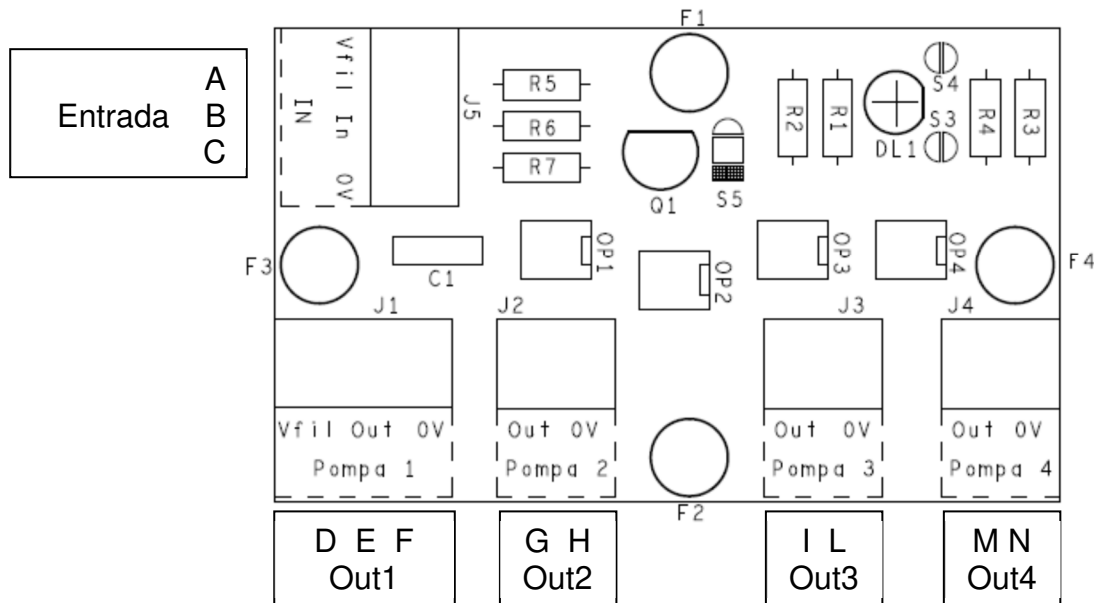 F1
A
Entrada B
C
Vfil In 0V
IN
J5
R5
R6
R7
Q1
S5
R2
R1
DL1
S4
S3
R4
R3
F3
C1
OP1
OP2
OP3
OP4
F4
J1
J2
J3
J4
Vfil Out 0V
Pompa 1
Out 0V
Pompa 2
Out 0V
Pompa 3
Out 0V
Pompa 4
F2
D E F
Out1
G H
Out2
I L
Out3
M N
Out4